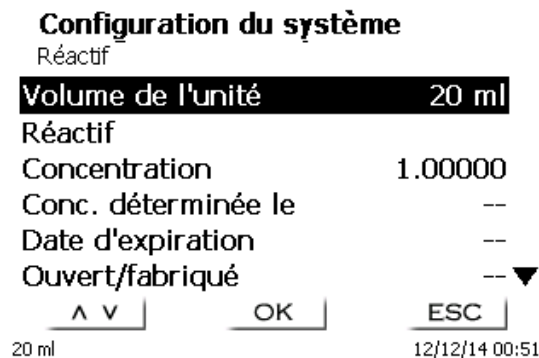 Configuration du système
Réactif
Volume de l'unité 20 ml
Réactif
Concentration 1.00000
Conc. déterminée le --
Date d'expiration --
Ouvert/fabriqué -- ▼
∧ ∨ OK ESC
20 ml 12/12/14 00:51